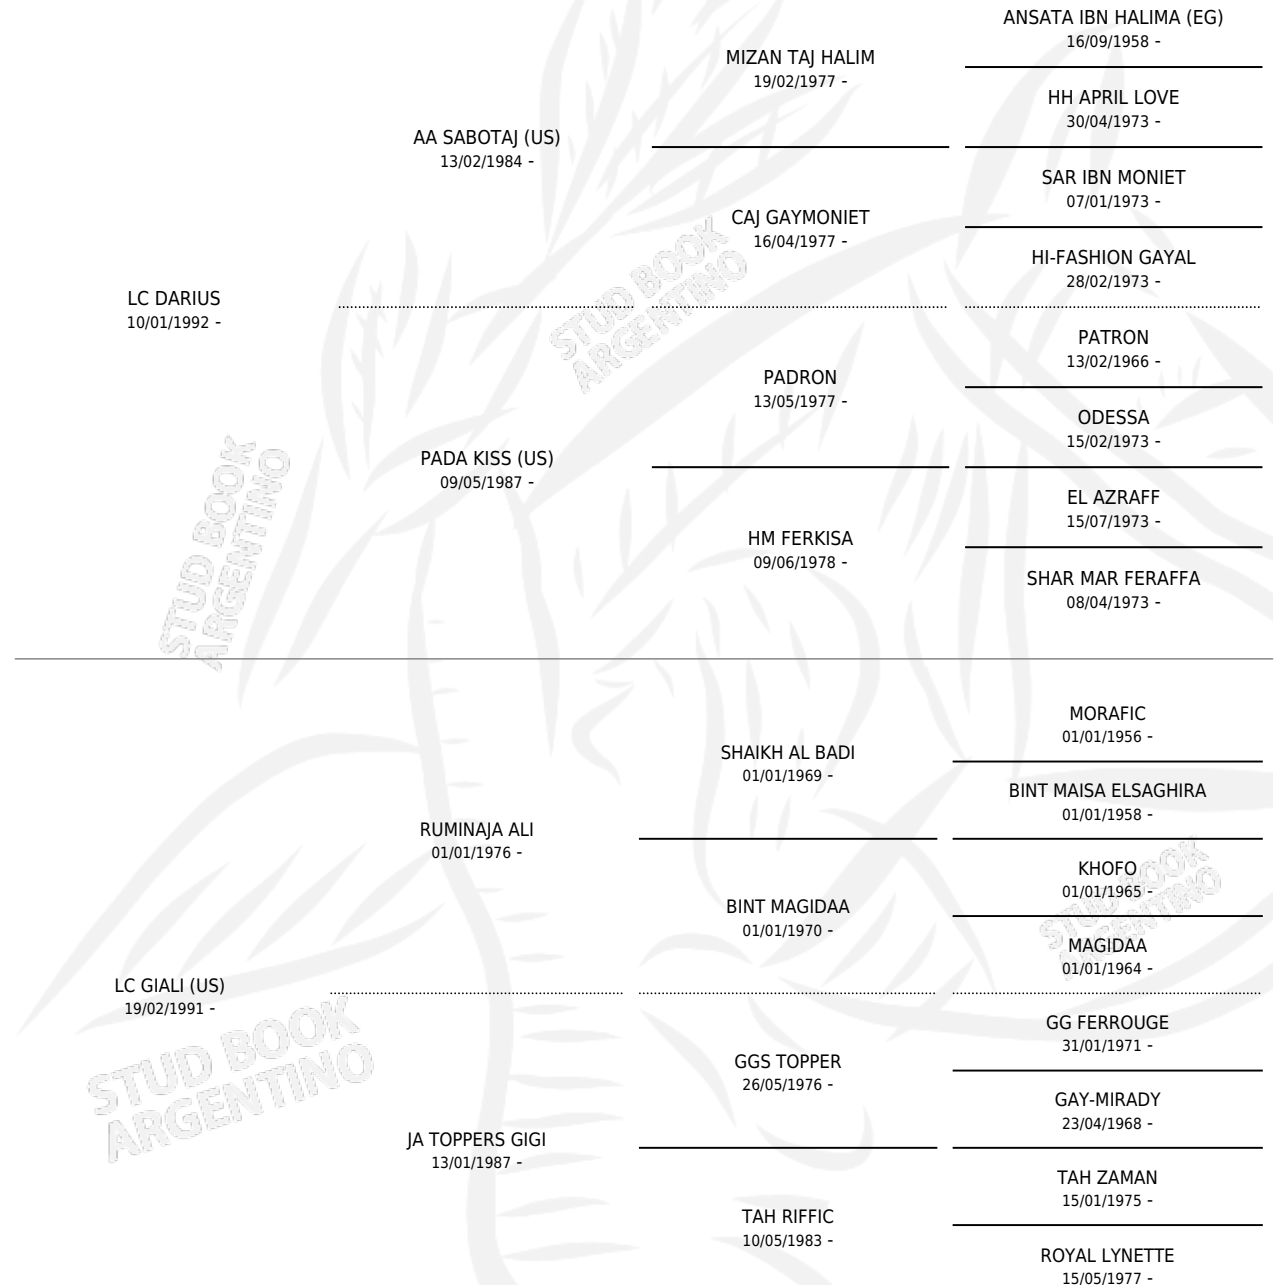 ANSATA IBN HALIMA (EG)
16/09/1958 -
MIZAN TAJ HALIM
19/02/1977 -
HH APRIL LOVE
30/04/1973 -
AA SABOTAJ (US)
13/02/1984 -
SAR IBN MONIET
07/01/1973 -
CAJ GAYMONIET
16/04/1977 -
HI-FASHION GAYAL
28/02/1973 -
LC DARIUS
10/01/1992 -
PATRON
13/02/1966 -
PADRON
13/05/1977 -
ODESSA
15/02/1973 -
PADA KISS (US)
09/05/1987 -
EL AZRAFF
15/07/1973 -
HM FERKISA
09/06/1978 -
SHAR MAR FERAFFA
08/04/1973 -
STUD BOOK
ARGENTINO
STUD BOOK
ARGENTINO
MORAFIC
01/01/1956 -
SHAIKH AL BADI
01/01/1969 -
BINT MAISA ELSAGHIRA
01/01/1958 -
RUMINAJA ALI
01/01/1976 -
KHOFO
01/01/1965 -
BINT MAGIDAA
01/01/1970 -
MAGIDAA
01/01/1964 -
LC GIALI (US)
19/02/1991 -
GG FERROUGE
31/01/1971 -
GGS TOPPER
26/05/1976 -
GAY-MIRADY
23/04/1968 -
JA TOPPERS GIGI
13/01/1987 -
TAH ZAMAN
15/01/1975 -
TAH RIFFIC
10/05/1983 -
ROYAL LYNETTE
15/05/1977 -
STUD BOOK
ARGENTINO
STUD BOOK
ARGENTINO